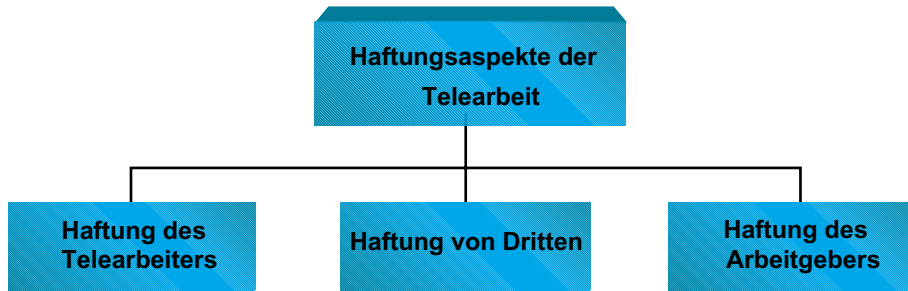 Haftungsaspekte der
Telearbeit
Haftung des
Telearbeiters
Haftung von Dritten
Haftung des
Arbeitgebers